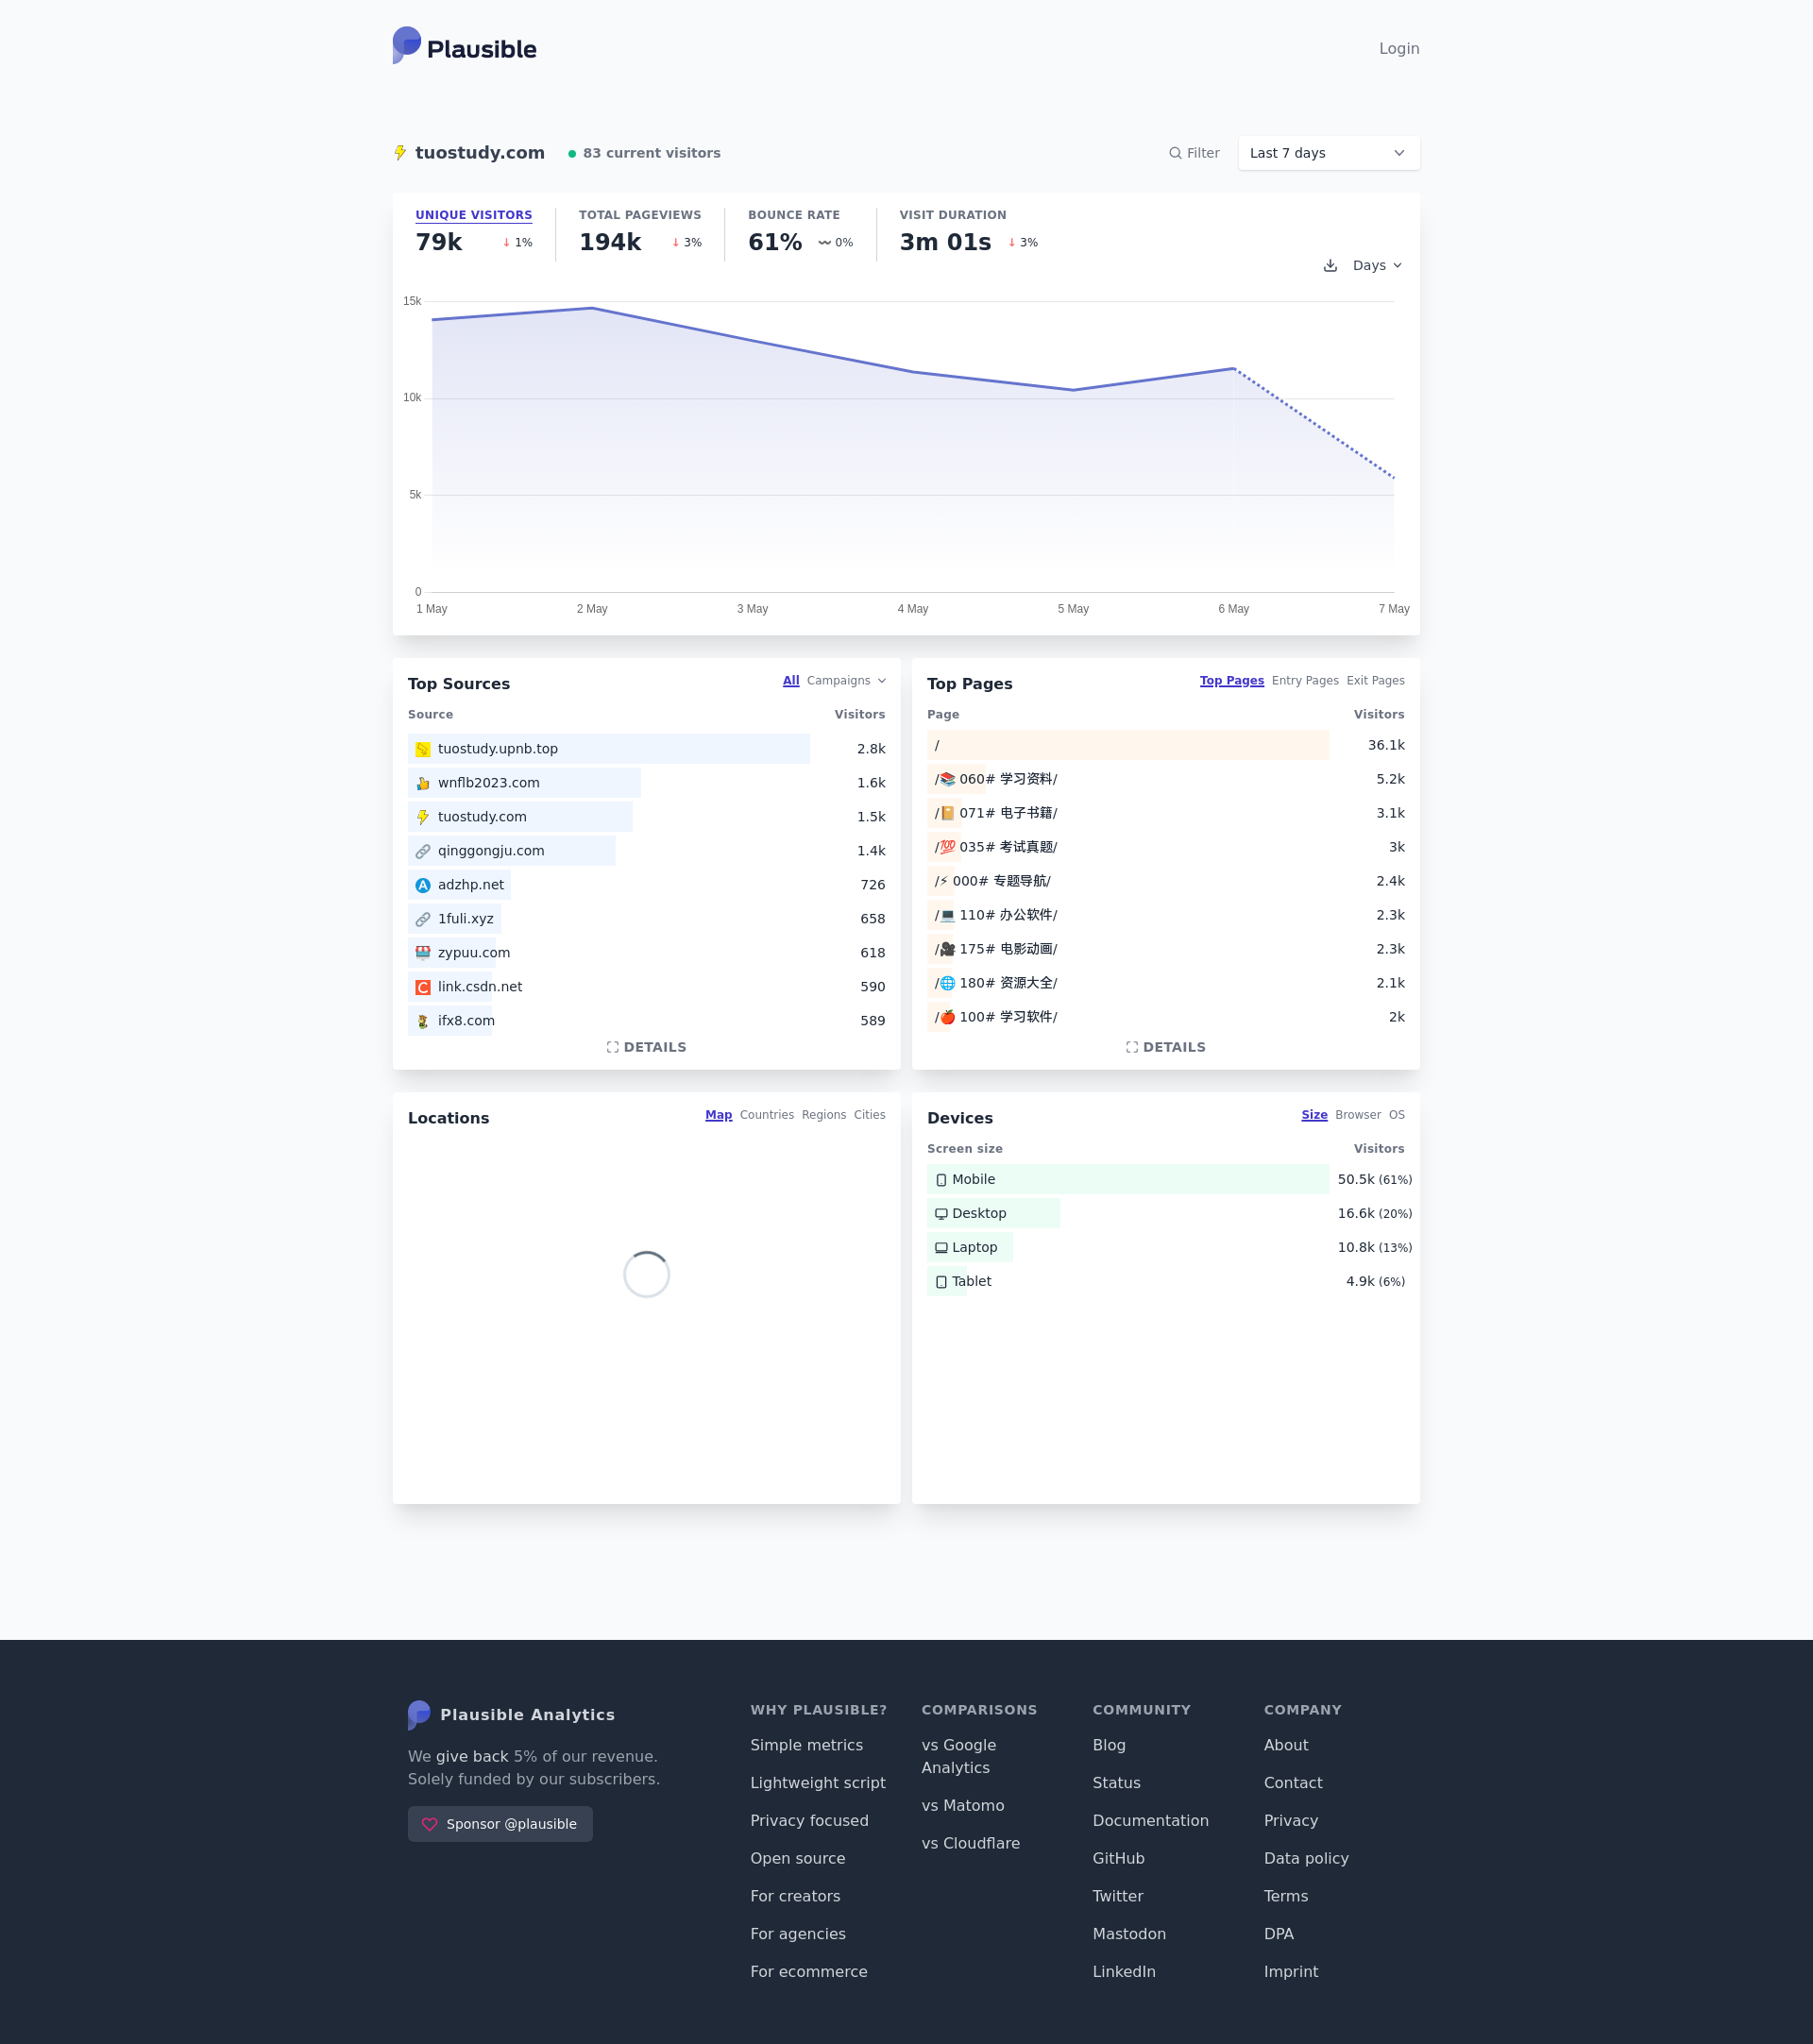 Plausible
Login
tuostudy.com
83 current visitors
Filter
Last 7 days
UNIQUE VISITORS
79k ↓ 1%
TOTAL PAGEVIEWS
194k ↓ 3%
BOUNCE RATE
61% 〰 0%
VISIT DURATION
3m 01s ↓ 3%
Days
15k
10k
5k
0
1 May
2 May
3 May
4 May
5 May
6 May
7 May
Top Sources
All Campaigns
Source Visitors
tuostudy.upnb.top 2.8k
wnflb2023.com 1.6k
tuostudy.com 1.5k
qinggongju.com 1.4k
adzhp.net 726
1fuli.xyz 658
zypuu.com 618
link.csdn.net 590
ifx8.com 589
DETAILS
Top Pages
Top Pages Entry Pages Exit Pages
Page Visitors
/ 36.1k
/📚 060# 学习资料/ 5.2k
/📔 071# 电子书籍/ 3.1k
/💯 035# 考试真题/ 3k
/⚡ 000# 专题导航/ 2.4k
/💻 110# 办公软件/ 2.3k
/🎥 175# 电影动画/ 2.3k
/🌐 180# 资源大全/ 2.1k
/🍎 100# 学习软件/ 2k
DETAILS
Locations
Map Countries Regions Cities
Devices
Size Browser OS
Screen size Visitors
Mobile 50.5k (61%)
Desktop 16.6k (20%)
Laptop 10.8k (13%)
Tablet 4.9k (6%)
Plausible Analytics
We give back 5% of our revenue.
Solely funded by our subscribers.
Sponsor @plausible
WHY PLAUSIBLE?
Simple metrics
Lightweight script
Privacy focused
Open source
For creators
For agencies
For ecommerce
COMPARISONS
vs Google
Analytics
vs Matomo
vs Cloudflare
COMMUNITY
Blog
Status
Documentation
GitHub
Twitter
Mastodon
LinkedIn
COMPANY
About
Contact
Privacy
Data policy
Terms
DPA
Imprint